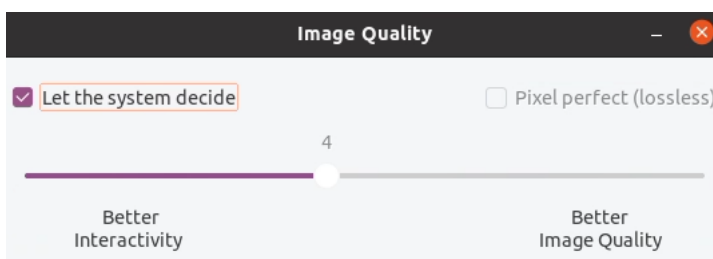 Image Quality
Let the system decide
Pixel perfect (lossless)
4
Better
Interactivity
Better
Image Quality